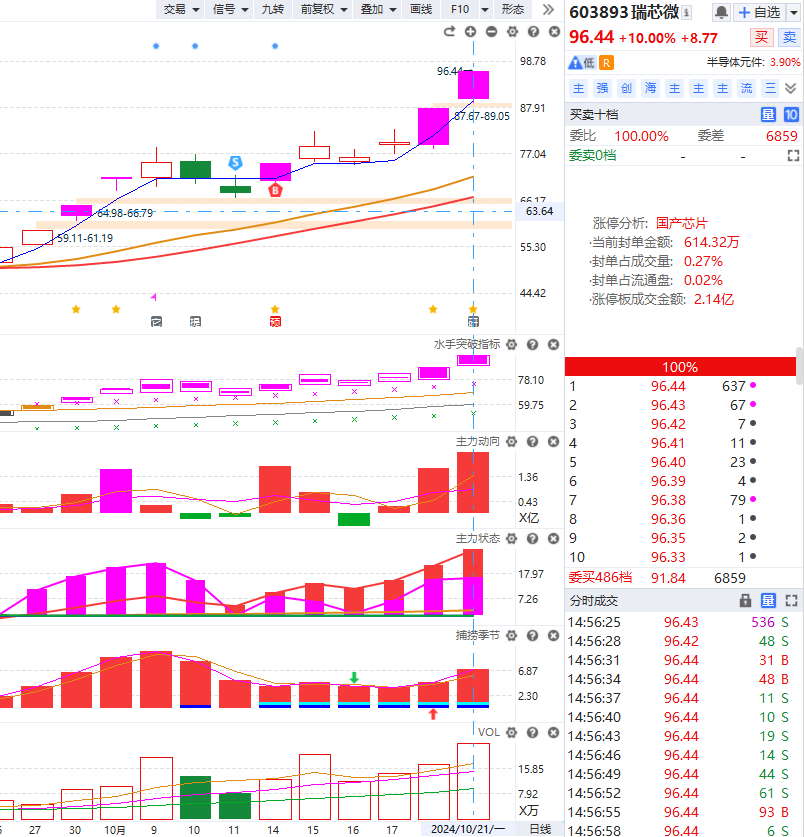 交易 信号 九转 前复权 叠加 画线 F10 形态
603893瑞芯微
自选
96.44 +10.00% +8.77
买 卖
低 R
半导体元件: 3.90%
主 强 创 海 主 主 主 流 三
买卖十档 量 10
委比 100.00% 委差 6859
委卖0档 - -
涨停分析: 国产芯片
·当前封单金额: 614.32万
·封单占成交量: 0.27%
·封单占流通盘: 0.02%
·涨停板成交金额: 2.14亿
100%
1 96.44 637
2 96.43 67
3 96.42 7
4 96.41 11
5 96.40 23
6 96.39 4
7 96.38 79
8 96.36 1
9 96.35 2
10 96.33 1
委买486档 91.84 6859
分时成交 量
14:56:25 96.43 536 S
14:56:28 96.42 48 S
14:56:31 96.44 31 B
14:56:34 96.44 48 B
14:56:37 96.44 11 S
14:56:40 96.44 10 S
14:56:43 96.44 19 S
14:56:46 96.44 14 S
14:56:49 96.44 44 S
14:56:52 96.44 61 S
14:56:55 96.44 93 B
14:56:58 96.44 6 S
96.44
98.78
87.91
87.67-89.05
77.04
S
B
66.17
64.98-66.79
63.64
59.11-61.19
55.30
44.42
预
水手突破指标
78.10
59.75
主力动向
1.36
0.43
X亿
主力状态
17.97
7.26
捕捞季节
6.87
2.30
VOL
15.85
7.92
X万
27 30 10月 9 10 11 14 15 16 17 2024/10/21/一 日线